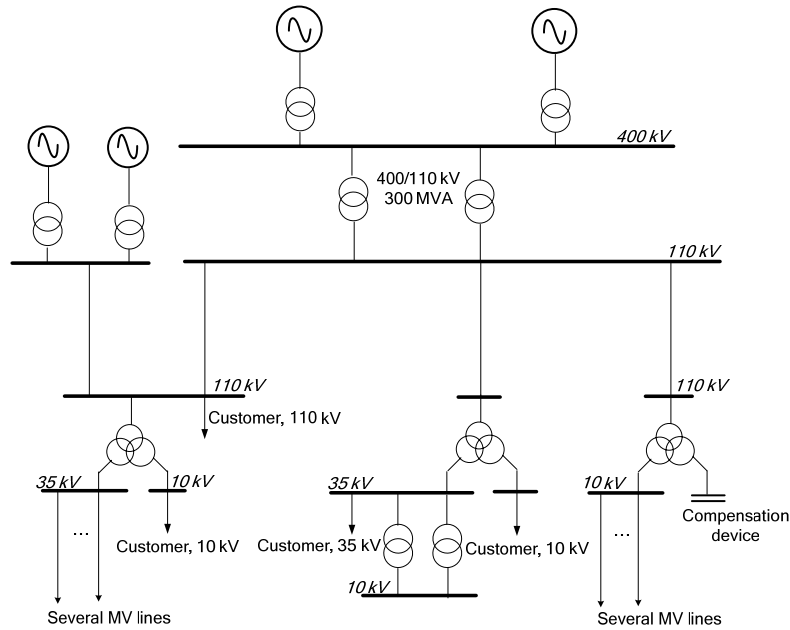 400 kV
400/110 kV
300 MVA
110 kV
110 kV
110 kV
Customer, 110 kV
35 kV
10 kV
35 kV
10 kV
...
...
Compensation
device
Customer, 10 kV
Customer, 35 kV
Customer, 10 kV
10 kV
Several MV lines
Several MV lines